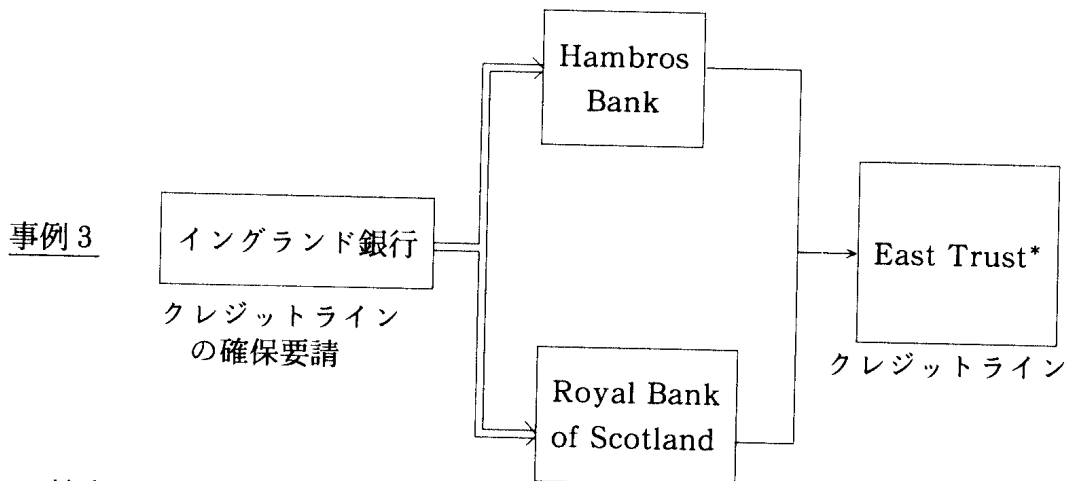 Hambros
Bank
事例3
イングランド銀行
East Trust*
クレジットライン
の確保要請
クレジットライン
Royal Bank
of Scotland